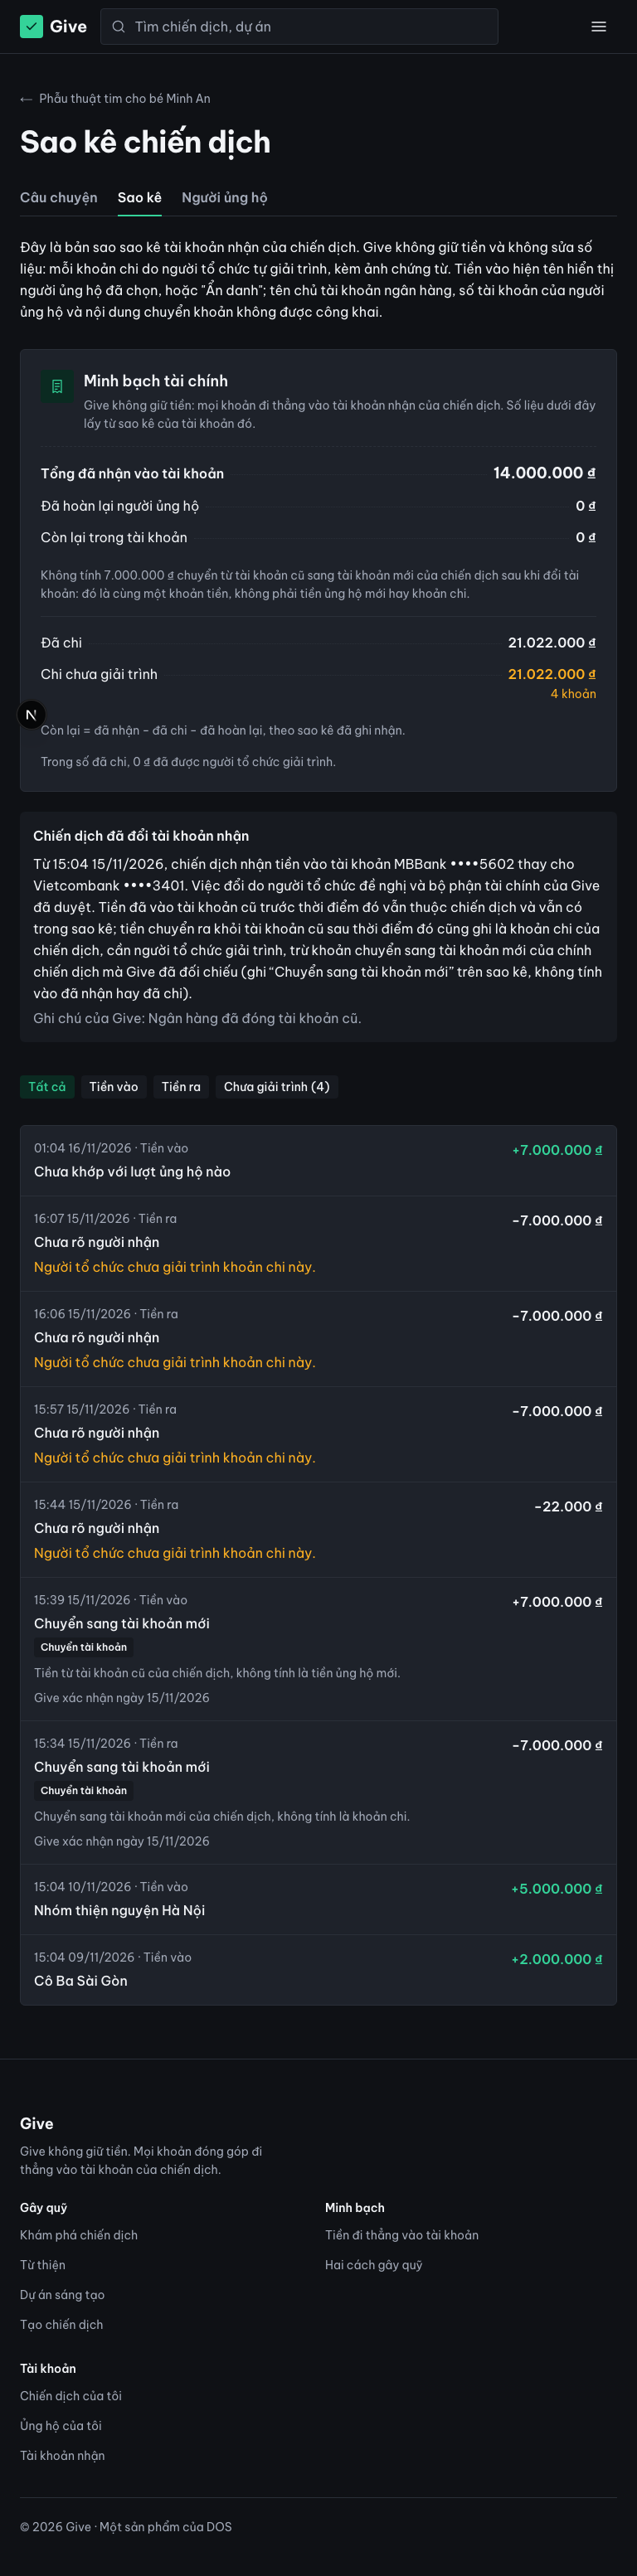 Give
Tìm chiến dịch, dự án
← Phẫu thuật tim cho bé Minh An
Sao kê chiến dịch
Câu chuyện Sao kê Người ủng hộ
Đây là bản sao sao kê tài khoản nhận của chiến dịch. Give không giữ tiền và không sửa số
liệu: mỗi khoản chi do người tổ chức tự giải trình, kèm ảnh chứng từ. Tiền vào hiện tên hiển thị
người ủng hộ đã chọn, hoặc "Ẩn danh"; tên chủ tài khoản ngân hàng, số tài khoản của người
ủng hộ và nội dung chuyển khoản không được công khai.
Minh bạch tài chính
Give không giữ tiền: mọi khoản đi thẳng vào tài khoản nhận của chiến dịch. Số liệu dưới đây
lấy từ sao kê của tài khoản đó.
Tổng đã nhận vào tài khoản 14.000.000 ₫
Đã hoàn lại người ủng hộ 0 ₫
Còn lại trong tài khoản 0 ₫
Không tính 7.000.000 ₫ chuyển từ tài khoản cũ sang tài khoản mới của chiến dịch sau khi đổi tài
khoản: đó là cùng một khoản tiền, không phải tiền ủng hộ mới hay khoản chi.
Đã chi 21.022.000 ₫
Chi chưa giải trình 21.022.000 ₫
4 khoản
N
Còn lại = đã nhận - đã chi - đã hoàn lại, theo sao kê đã ghi nhận.
Trong số đã chi, 0 ₫ đã được người tổ chức giải trình.
Chiến dịch đã đổi tài khoản nhận
Từ 15:04 15/11/2026, chiến dịch nhận tiền vào tài khoản MBBank ••••5602 thay cho
Vietcombank ••••3401. Việc đổi do người tổ chức đề nghị và bộ phận tài chính của Give
đã duyệt. Tiền đã vào tài khoản cũ trước thời điểm đó vẫn thuộc chiến dịch và vẫn có
trong sao kê; tiền chuyển ra khỏi tài khoản cũ sau thời điểm đó cũng ghi là khoản chi của
chiến dịch, cần người tổ chức giải trình, trừ khoản chuyển sang tài khoản mới của chính
chiến dịch mà Give đã đối chiếu (ghi “Chuyển sang tài khoản mới” trên sao kê, không tính
vào đã nhận hay đã chi).
Ghi chú của Give: Ngân hàng đã đóng tài khoản cũ.
Tất cả Tiền vào Tiền ra Chưa giải trình (4)
01:04 16/11/2026 · Tiền vào +7.000.000 ₫
Chưa khớp với lượt ủng hộ nào
16:07 15/11/2026 · Tiền ra -7.000.000 ₫
Chưa rõ người nhận
Người tổ chức chưa giải trình khoản chi này.
16:06 15/11/2026 · Tiền ra -7.000.000 ₫
Chưa rõ người nhận
Người tổ chức chưa giải trình khoản chi này.
15:57 15/11/2026 · Tiền ra -7.000.000 ₫
Chưa rõ người nhận
Người tổ chức chưa giải trình khoản chi này.
15:44 15/11/2026 · Tiền ra -22.000 ₫
Chưa rõ người nhận
Người tổ chức chưa giải trình khoản chi này.
15:39 15/11/2026 · Tiền vào +7.000.000 ₫
Chuyển sang tài khoản mới
Chuyển tài khoản
Tiền từ tài khoản cũ của chiến dịch, không tính là tiền ủng hộ mới.
Give xác nhận ngày 15/11/2026
15:34 15/11/2026 · Tiền ra -7.000.000 ₫
Chuyển sang tài khoản mới
Chuyển tài khoản
Chuyển sang tài khoản mới của chiến dịch, không tính là khoản chi.
Give xác nhận ngày 15/11/2026
15:04 10/11/2026 · Tiền vào +5.000.000 ₫
Nhóm thiện nguyện Hà Nội
15:04 09/11/2026 · Tiền vào +2.000.000 ₫
Cô Ba Sài Gòn
Give
Give không giữ tiền. Mọi khoản đóng góp đi
thẳng vào tài khoản của chiến dịch.
Gây quỹ
Khám phá chiến dịch
Từ thiện
Dự án sáng tạo
Tạo chiến dịch
Minh bạch
Tiền đi thẳng vào tài khoản
Hai cách gây quỹ
Tài khoản
Chiến dịch của tôi
Ủng hộ của tôi
Tài khoản nhận
© 2026 Give · Một sản phẩm của DOS